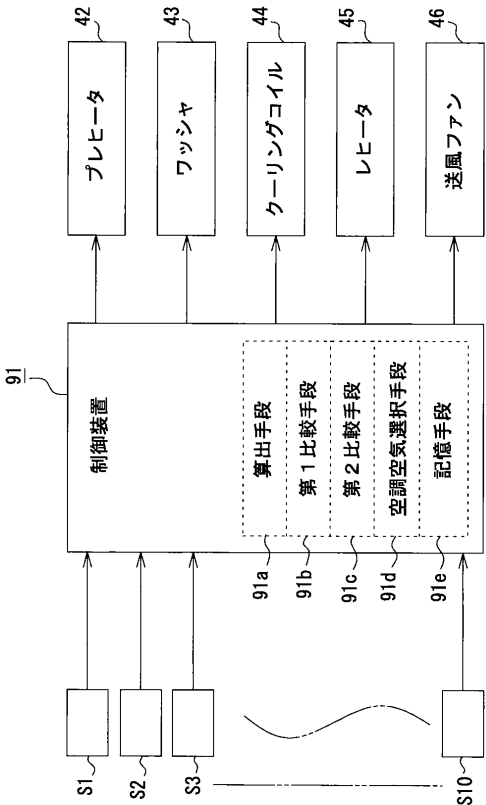 91
制御装置
算出手段
第1比較手段
第2比較手段
空調空気選択手段
記憶手段
91a
91b
91c
91d
91e
S1
S2
S3
S10
プレヒータ
42
ワッシャ
43
クーリングコイル
44
レヒータ
45
送風ファン
46